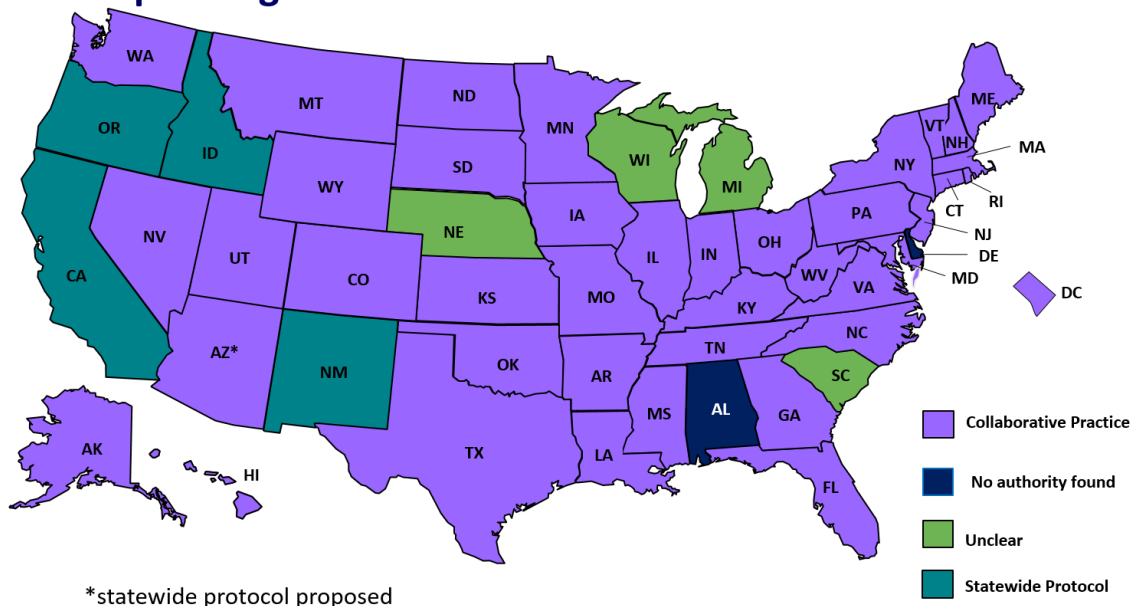 WA
MT
ND
MN
ME
VT
NH
MA
OR
ID
SD
WI
NY
WY
MI
RI
CT
IA
PA
NE
NJ
NV
OH
UT
IL
IN
DE
CA
CO
WV
MD
VA
DC
KS
MO
KY
NC
AZ*
TN
NM
OK
AR
SC
MS
AL
GA
Collaborative Practice
AK
TX
LA
HI
No authority found
FL
Unclear
Statewide Protocol
*statewide protocol proposed